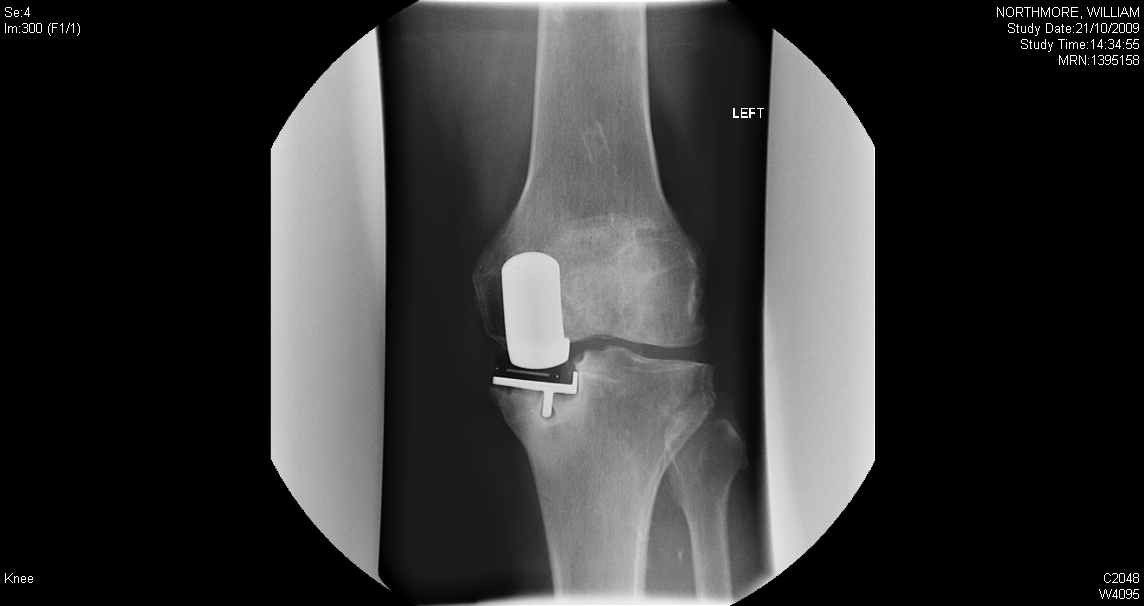 Se:4
Im:300 (F1/1)
NORTHMORE, WILLIAM
Study Date:21/10/2009
Study Time:14:34:55
MRN:1395158
LEFT
Knee
C2048
W4095